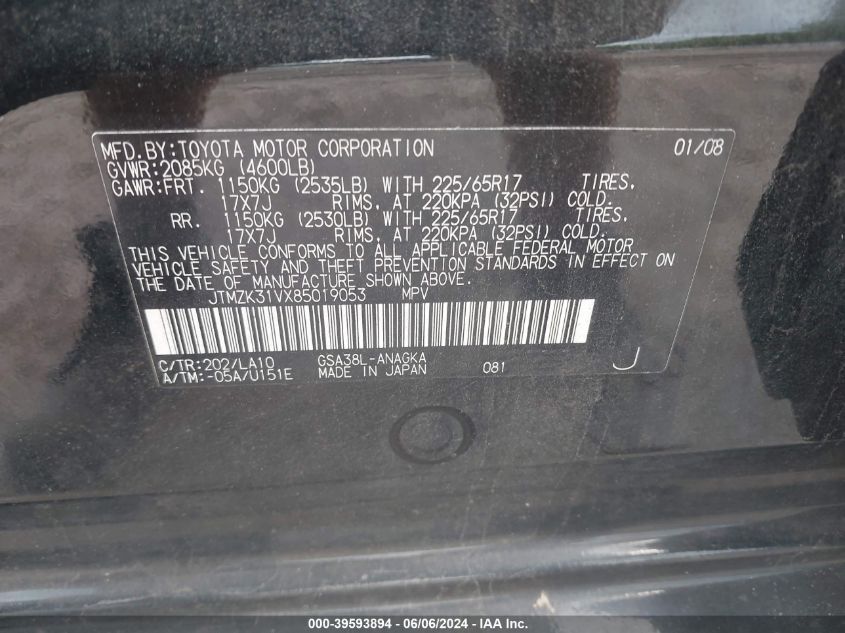 MFD.BY:TOYOTA MOTOR CORPORATION 01/08
GVWR:2085KG (4600LB)
GAWR:FRT. 1150KG (2535LB) WITH 225/65R17 TIRES,
17X7J RIMS, AT 220KPA (32PSI) COLD.
RR. 1150KG (2530LB) WITH 225/65R17 TIRES,
17X7J RIMS, AT 220KPA (32PSI) COLD.
THIS VEHICLE CONFORMS TO ALL APPLICABLE FEDERAL MOTOR
VEHICLE SAFETY AND THEFT PREVENTION STANDARDS IN EFFECT ON
THE DATE OF MANUFACTURE SHOWN ABOVE.
JTMZK31VX85019053 MPV
C/TR:202/LA10 GSA38L-ANAGKA
A/TM:-05A/U151E MADE IN JAPAN 081 J
000-39593894 - 06/06/2024 - IAA Inc.